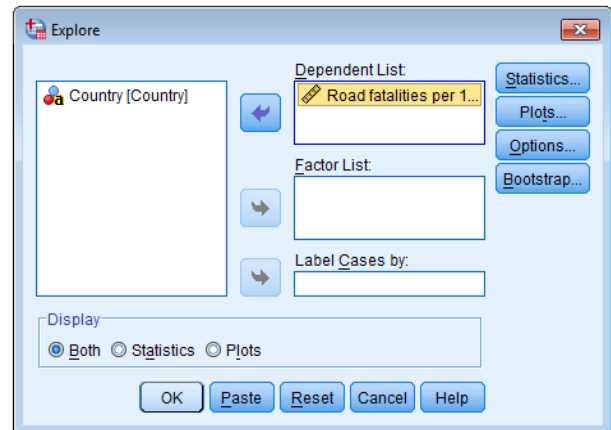 Explore
Country [Country]
Dependent List:
Road fatalities per 1...
Factor List:
Label Cases by:
Statistics...
Plots...
Options...
Bootstrap...
Display
Both Statistics Plots
OK Paste Reset Cancel Help